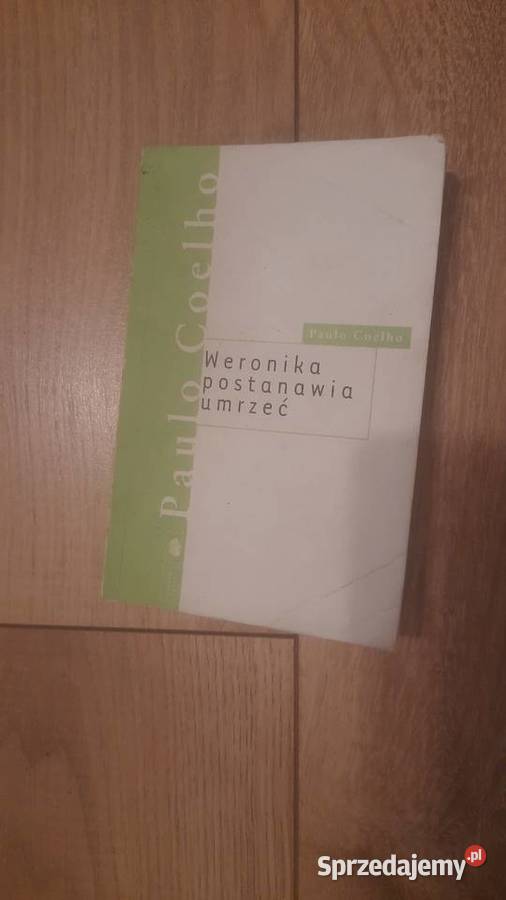 Paulo Coelho
Paulo Coelho
Weronika
postanawia
umrzeć
Sprzedajemy.pl